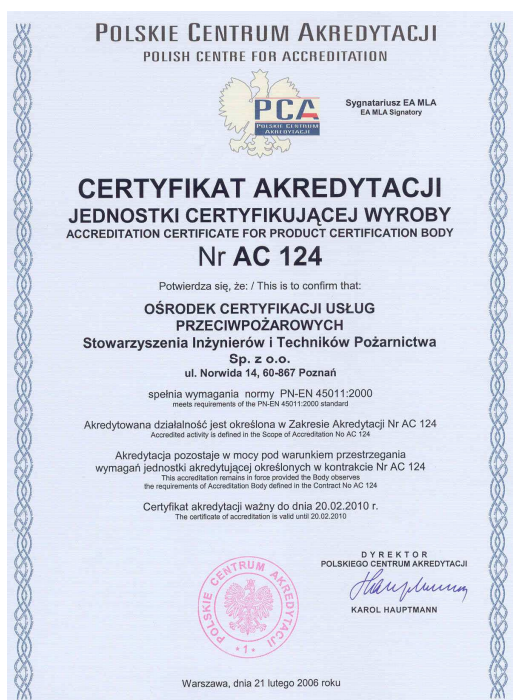 POLSKIE CENTRUM AKREDYTACJI
POLISH CENTRE FOR ACCREDITATION
PCA
POLSKIE CENTRUM
AKREDYTACJI
Sygnatariusz EA MLA
EA MLA Signatory
CERTYFIKAT AKREDYTACJI
JEDNOSTKI CERTYFIKUJĄCEJ WYROBY
ACCREDITATION CERTIFICATE FOR PRODUCT CERTIFICATION BODY
Nr AC 124
Potwierdza się, że: / This is to confirm that:
OŚRODEK CERTYFIKACJI USŁUG
PRZECIWPOŻAROWYCH
Stowarzyszenia Inżynierów i Techników Pożarnictwa
Sp. z o.o.
ul. Norwida 14, 60-867 Poznań
spełnia wymagania normy PN-EN 45011:2000
meets requirements of the PN-EN 45011:2000 standard
Akredytowana działalność jest określona w Zakresie Akredytacji Nr AC 124
Accredited activity is defined in the Scope of Accreditation No AC 124
Akredytacja pozostaje w mocy pod warunkiem przestrzegania
wymagań jednostki akredytującej określonych w kontrakcie Nr AC 124
This accreditation remains in force provided the Body observes
the requirements of Accreditation Body defined in the Contract No AC 124
Certyfikat akredytacji ważny do dnia 20.02.2010 r.
The certificate of accreditation is valid until 20.02.2010
DYREKTOR
POLSKIEGO CENTRUM AKREDYTACJI
KAROL HAUPTMANN
POLSKIE CENTRUM AKREDYTACJI
* 1 *
Warszawa, dnia 21 lutego 2006 roku